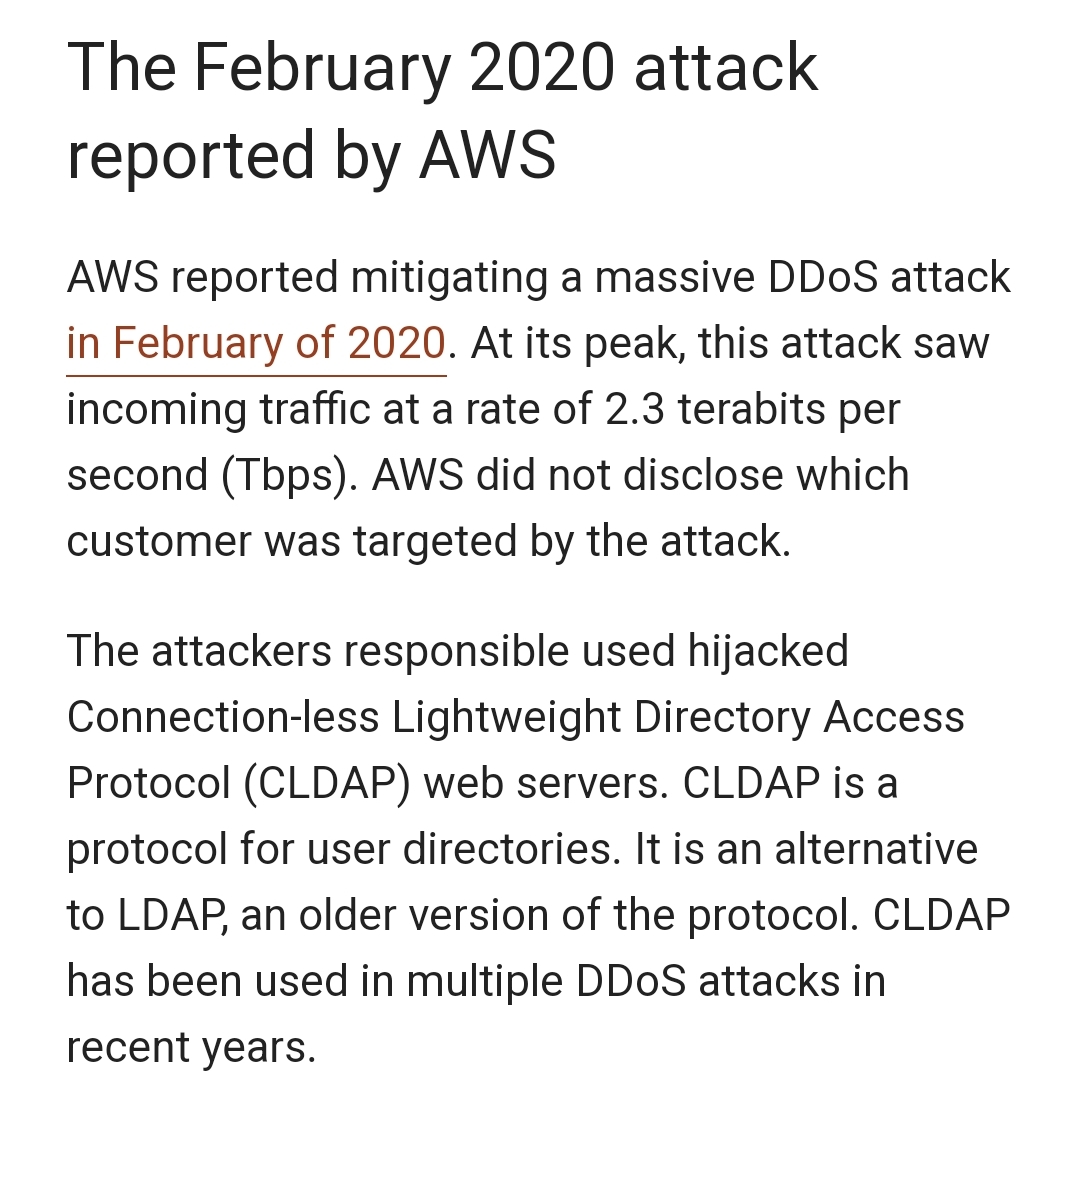 The February 2020 attack
reported by AWS
AWS reported mitigating a massive DDoS attack
in February of 2020. At its peak, this attack saw
incoming traffic at a rate of 2.3 terabits per
second (Tbps). AWS did not disclose which
customer was targeted by the attack.
The attackers responsible used hijacked
Connection-less Lightweight Directory Access
Protocol (CLDAP) web servers. CLDAP is a
protocol for user directories. It is an alternative
to LDAP, an older version of the protocol. CLDAP
has been used in multiple DDoS attacks in
recent years.